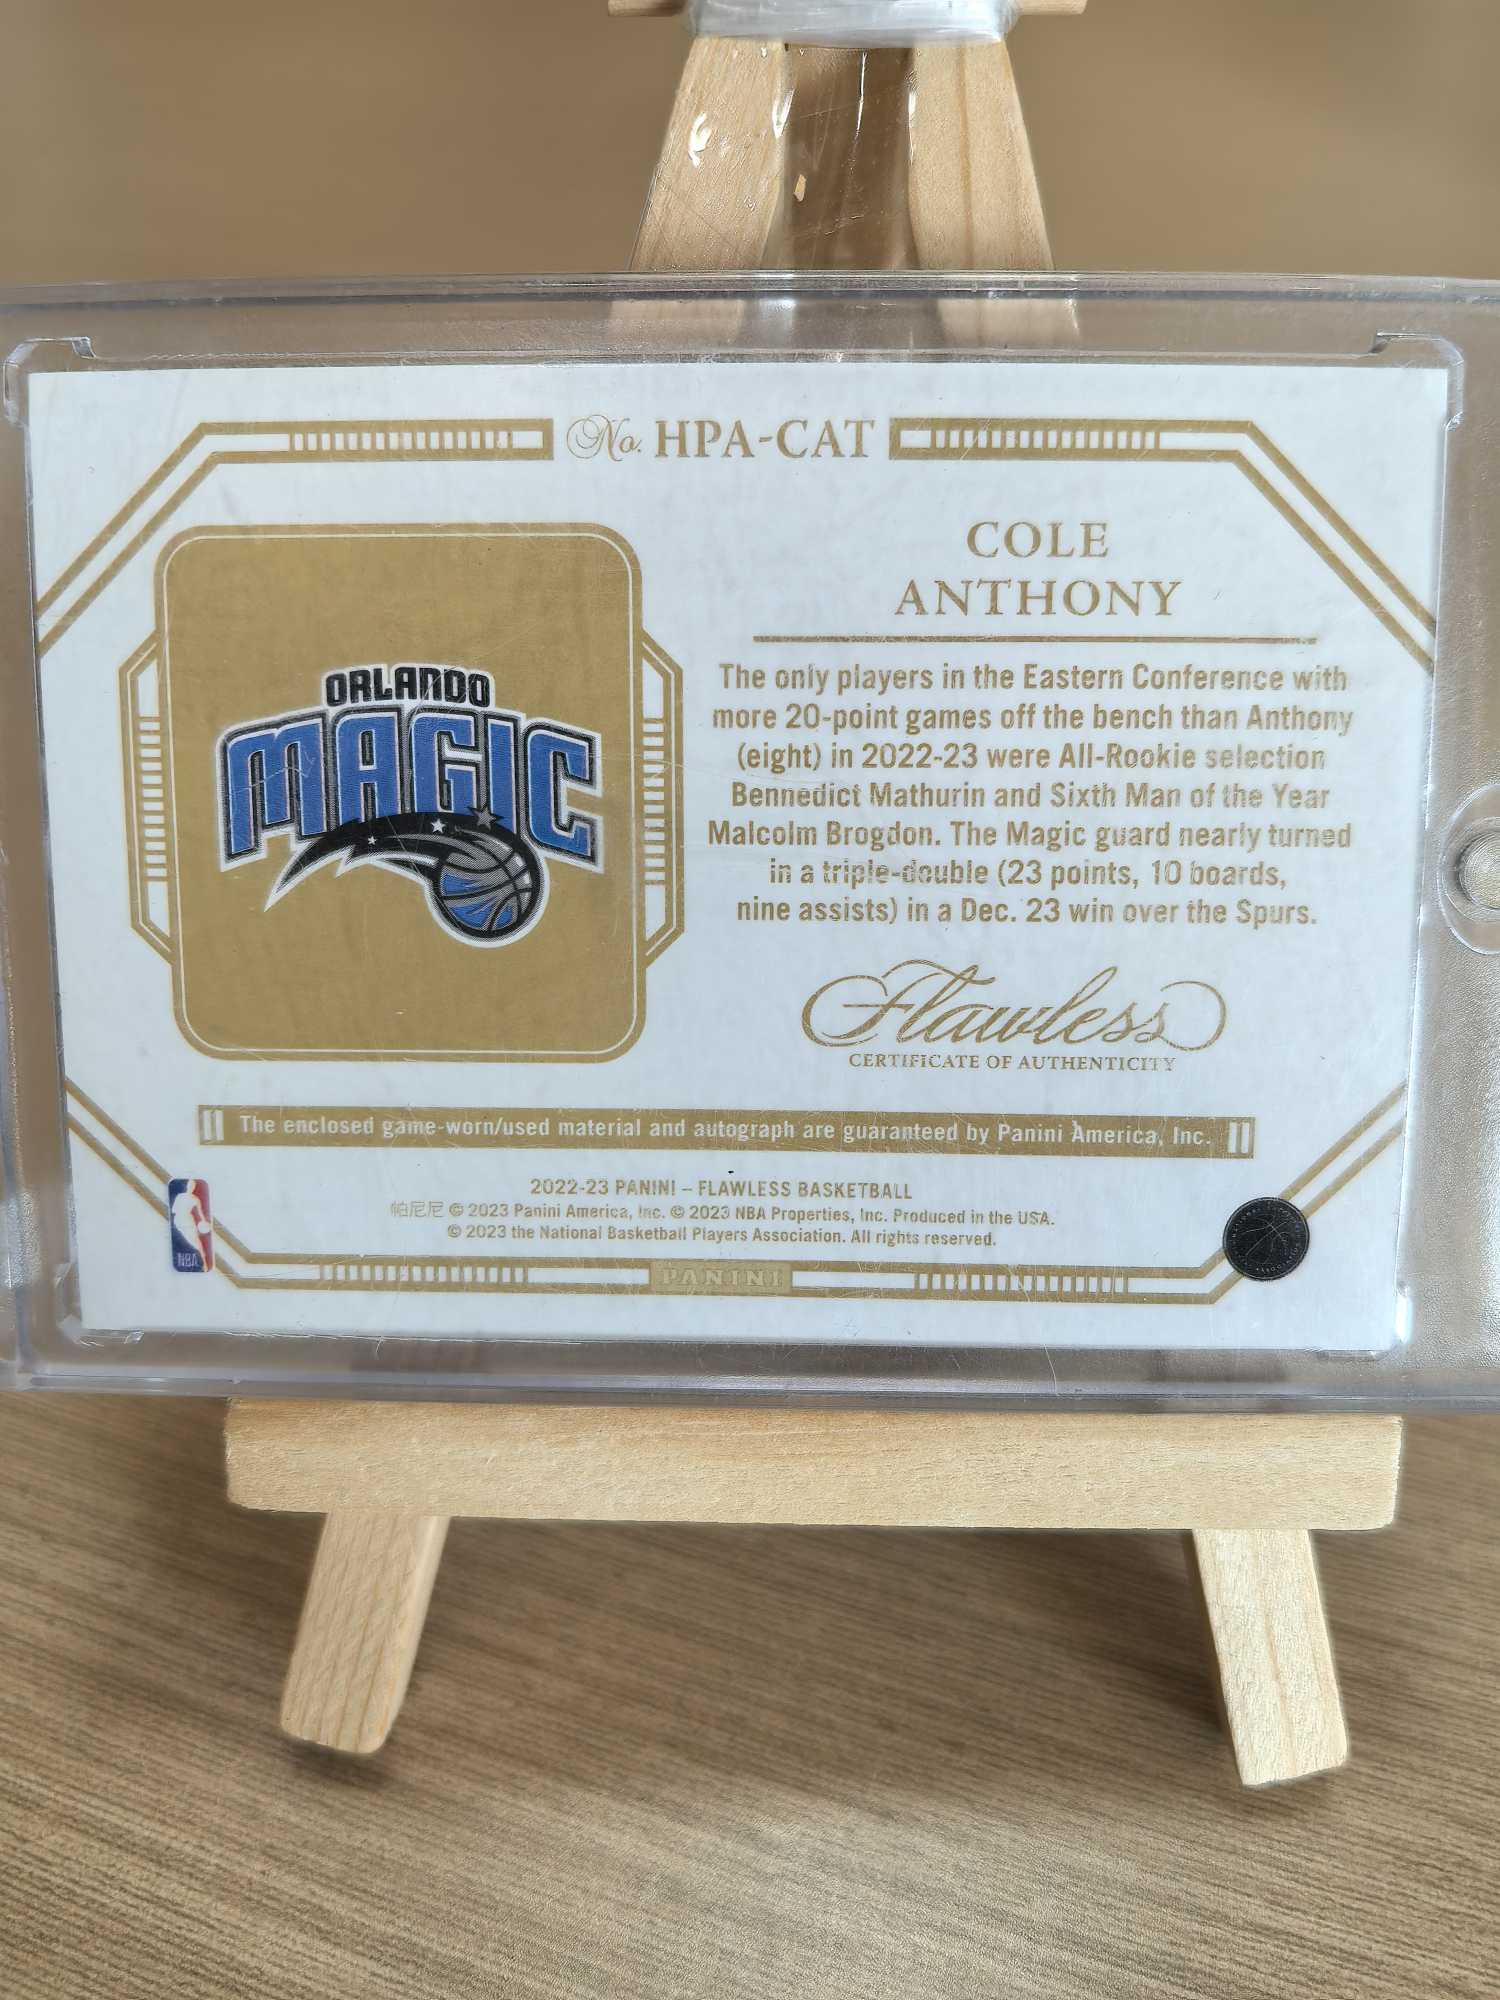 No. HPA-CAT
COLE
ANTHONY
The only players in the Eastern Conference with
more 20-point games off the bench than Anthony
(eight) in 2022-23 were All-Rookie selection
Bennedict Mathurin and Sixth Man of the Year
Malcolm Brogdon. The Magic guard nearly turned
in a triple-double (23 points, 10 boards,
nine assists) in a Dec. 23 win over the Spurs.
ORLANDO
MAGIC
Flawless
CERTIFICATE OF AUTHENTICITY
The enclosed game-worn/used material and autograph are guaranteed by Panini America, Inc.
2022-23 PANINI – FLAWLESS BASKETBALL
帕尼尼 © 2023 Panini America, Inc. © 2023 NBA Properties, Inc. Produced in the USA.
© 2023 the National Basketball Players Association. All rights reserved.
NBA
PANINI